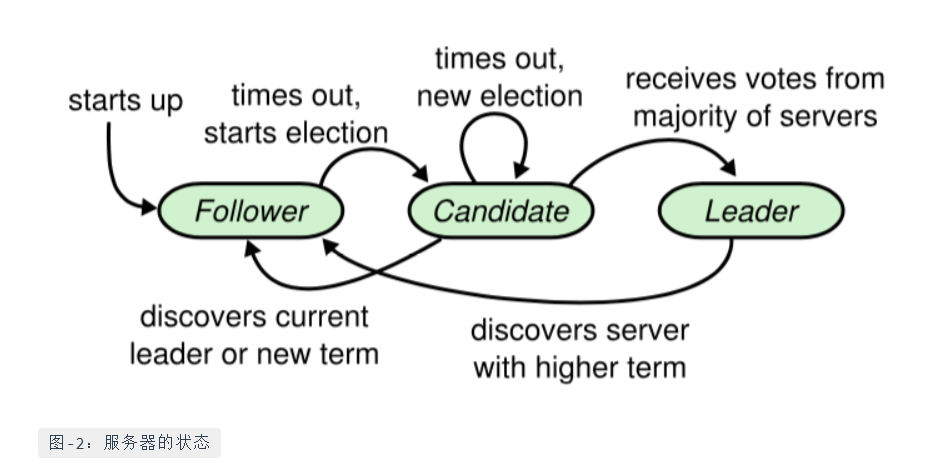 starts up
times out,
starts election
times out,
new election
receives votes from
majority of servers
Follower
Candidate
Leader
discovers current
leader or new term
discovers server
with higher term
图-2：服务器的状态